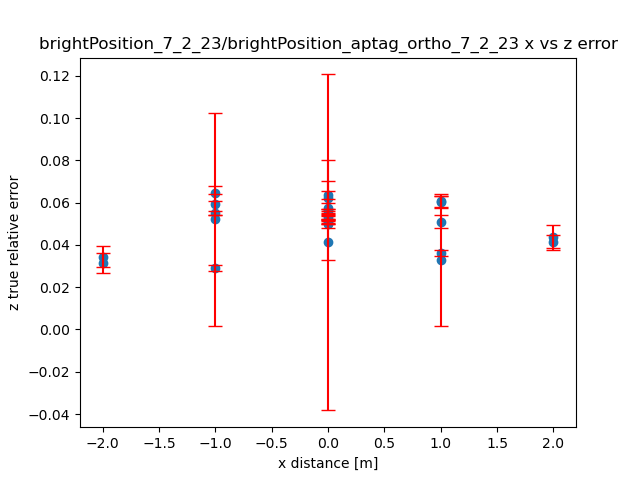 brightPosition_7_2_23/brightPosition_aptag_ortho_7_2_23 x vs z error
0.12
0.10
0.08
0.06
0.04
0.02
0.00
−0.02
−0.04
z true relative error
−2.0 −1.5 −1.0 −0.5 0.0 0.5 1.0 1.5 2.0
x distance [m]